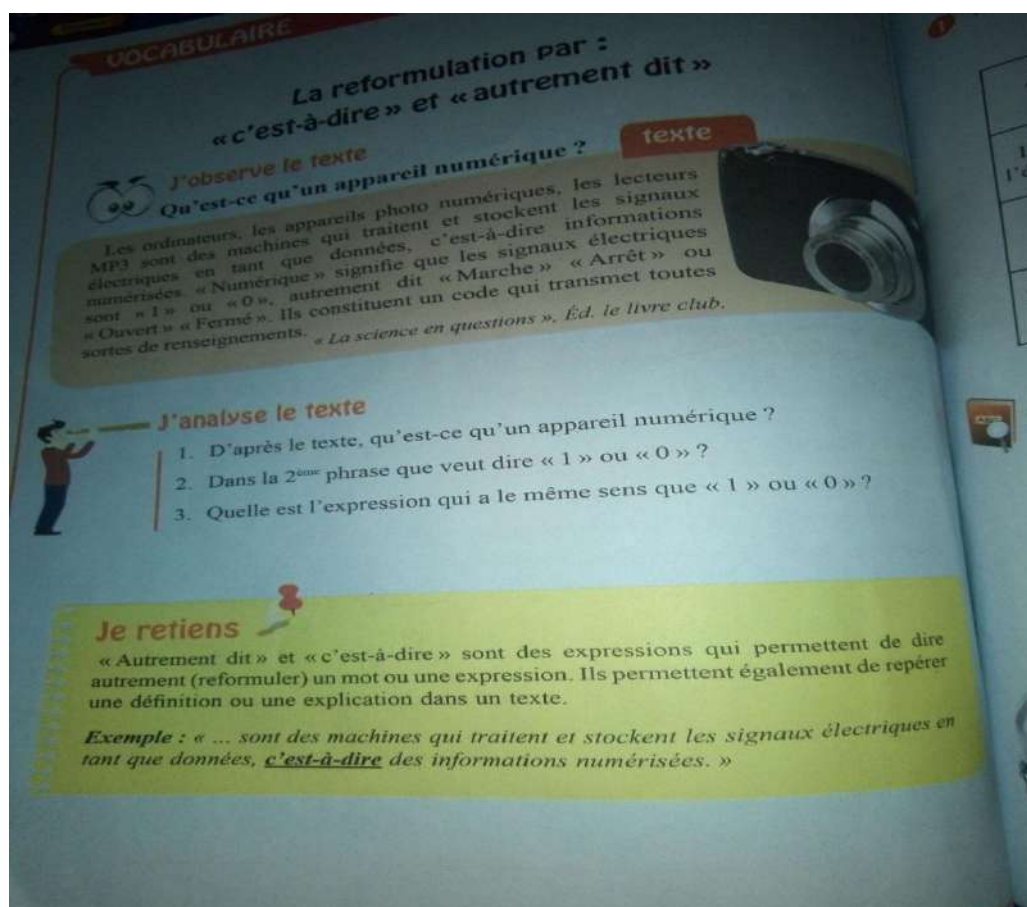 VOCABULAIRE
La reformulation par :
« c'est-à-dire » et « autrement dit »
J'observe le texte
texte
Qu'est-ce qu'un appareil numérique ?
Les ordinateurs, les appareils photo numériques, les lecteurs
MP3 sont des machines qui traitent et stockent les signaux
électriques en tant que données, c'est-à-dire informations
numérisées. « Numérique » signifie que les signaux électriques
sont « 1 » ou « 0 », autrement dit « Marche » « Arrêt » ou
« Ouvert » « Fermé ». Ils constituent un code qui transmet toutes
sortes de renseignements.
« La science en questions », Éd. le livre club.
J'analyse le texte
1. D'après le texte, qu'est-ce qu'un appareil numérique ?
2. Dans la 2ème phrase que veut dire « 1 » ou « 0 » ?
3. Quelle est l'expression qui a le même sens que « 1 » ou « 0 » ?
Je retiens
« Autrement dit » et « c'est-à-dire » sont des expressions qui permettent de dire
autrement (reformuler) un mot ou une expression. Ils permettent également de repérer
une définition ou une explication dans un texte.
Exemple : « ... sont des machines qui traitent et stockent les signaux électriques en
tant que données, c'est-à-dire des informations numérisées. »
1